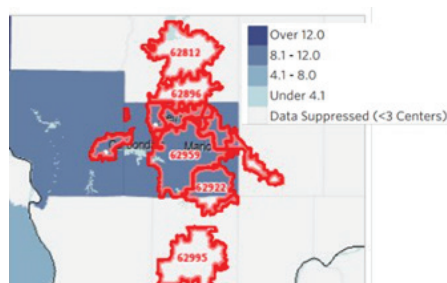 Over 12.0
8.1 - 12.0
4.1 - 8.0
Under 4.1
Data Suppressed (<3 Centers)
62812
62896
62959
62922
62995